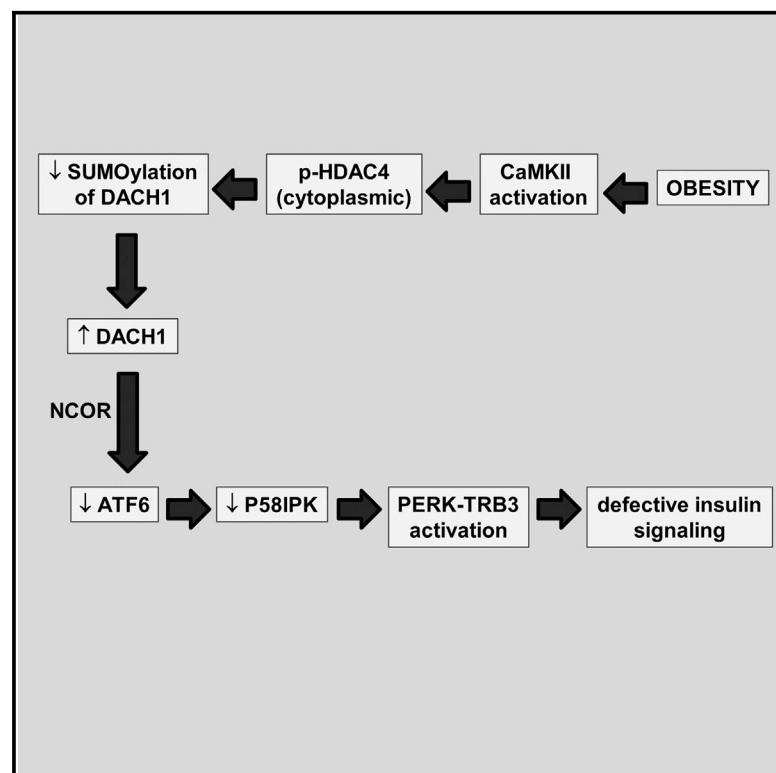 ↓ SUMOylation
of DACH1
p-HDAC4
(cytoplasmic)
CaMKII
activation
OBESITY
↑ DACH1
NCOR
↓ ATF6
↓ P58IPK
PERK-TRB3
activation
defective insulin
signaling